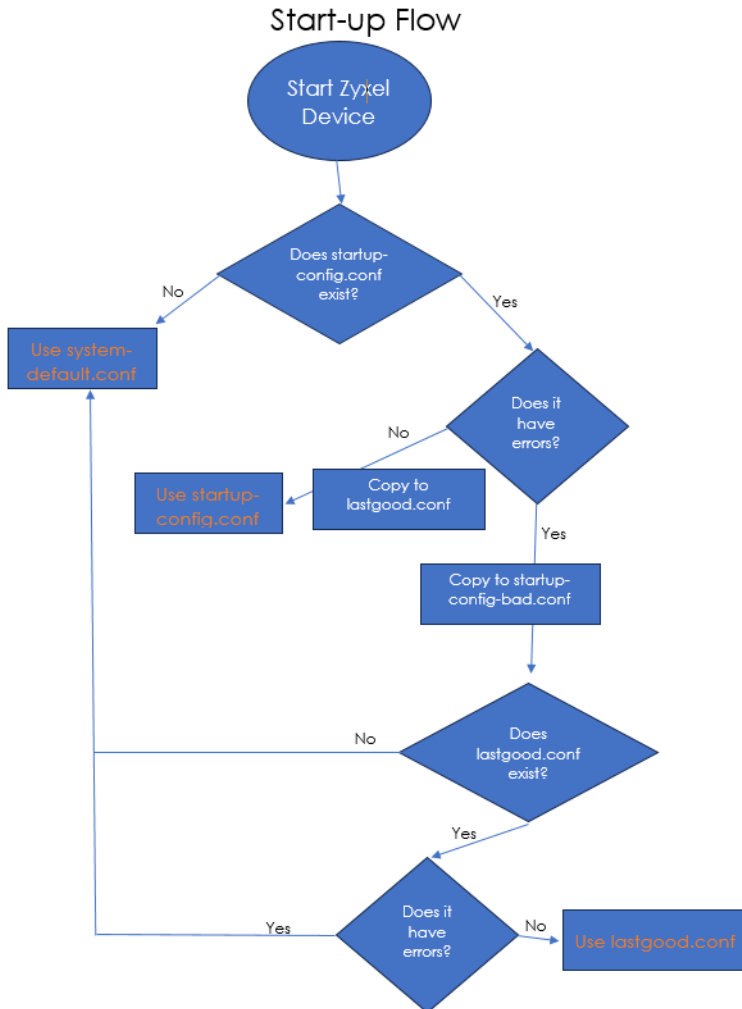 Start-up Flow
Start Zyxel
Device
Does startup-
config.conf
exist?
No
Yes
Use system-
default.conf
Does it
have
errors?
No
Copy to
lastgood.conf
Use startup-
config.conf
Yes
Copy to startup-
config-bad.conf
Does
lastgood.conf
exist?
No
Yes
Does it
have
errors?
Yes
No
Use lastgood.conf